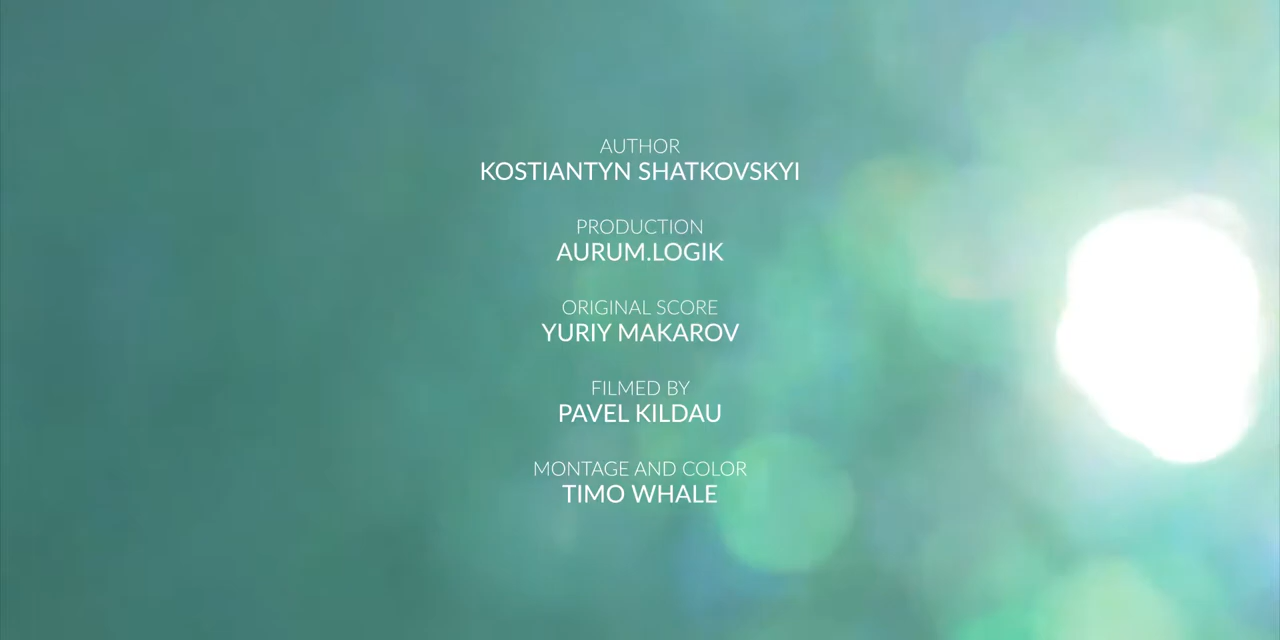 AUTHOR
KOSTIANTYN SHATKOVSKYI
PRODUCTION
AURUM.LOGIK
ORIGINAL SCORE
YURIY MAKAROV
FILMED BY
PAVEL KILDAU
MONTAGE AND COLOR
TIMO WHALE